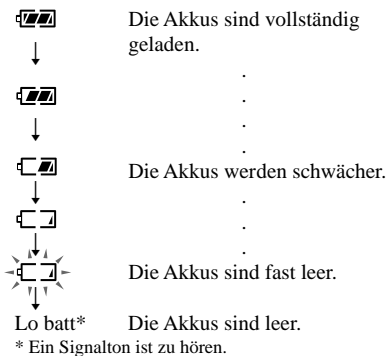 Die Akkus sind vollständig
geladen.
.
.
.
.
Die Akkus werden schwächer.
.
.
.
Die Akkus sind fast leer.
Lo batt* Die Akkus sind leer.
* Ein Signalton ist zu hören.